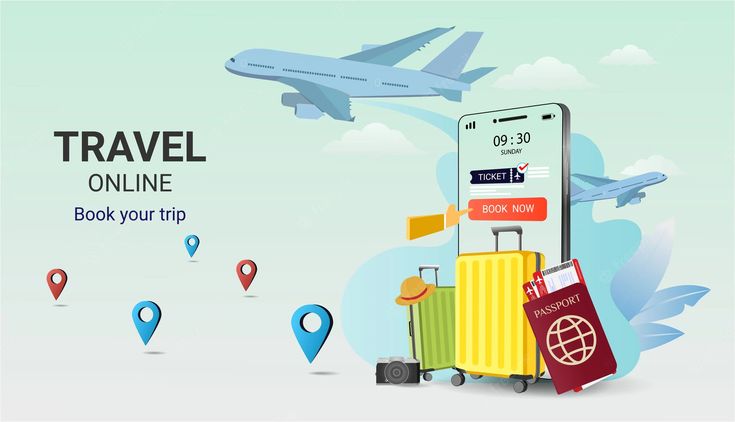 TRAVEL
ONLINE
Book your trip
09:30
SUNDAY
TICKET
BOOK NOW
PASSPORT